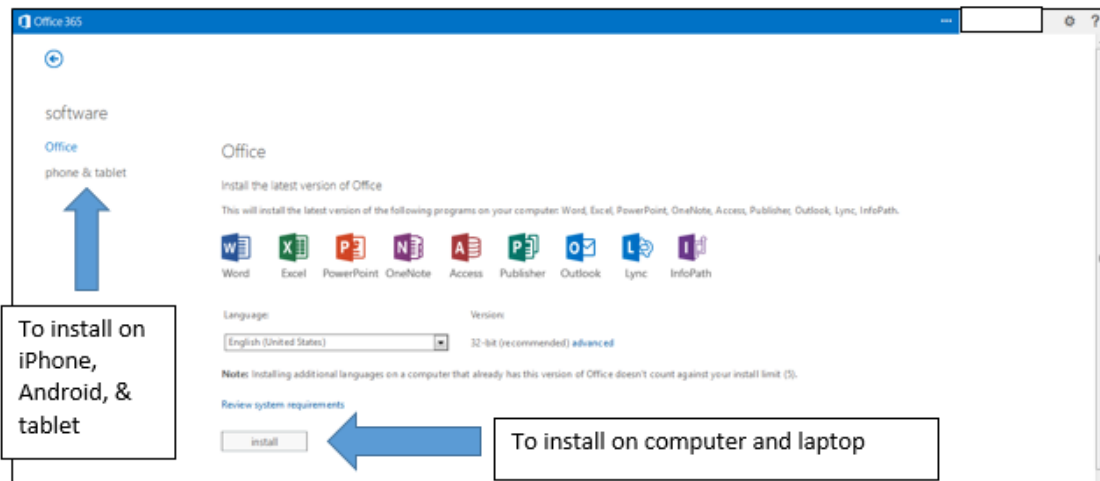 Office 365
... ?
software
Office
phone & tablet
Office
Install the latest version of Office
This will install the latest version of the following programs on your computer: Word, Excel, PowerPoint, OneNote, Access, Publisher, Outlook, Lync, InfoPath.
Word Excel PowerPoint OneNote Access Publisher Outlook Lync InfoPath
Language: Version:
English (United States) 32-bit (recommended) advanced
Note: Installing additional languages on a computer that already has this version of Office doesn't count against your install limit (5).
Review system requirements
install
To install on
iPhone,
Android, &
tablet
To install on computer and laptop